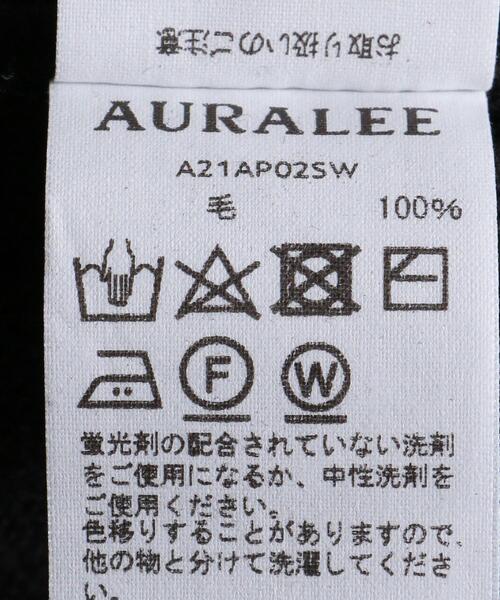 お取り扱いのご注意
AURALEE
A21AP02SW
毛 100%
F W
蛍光剤の配合されていない洗剤
をご使用になるか、中性洗剤を
ご使用ください。
色移りすることがありますので、
他の物と分けて洗濯してくださ
い。